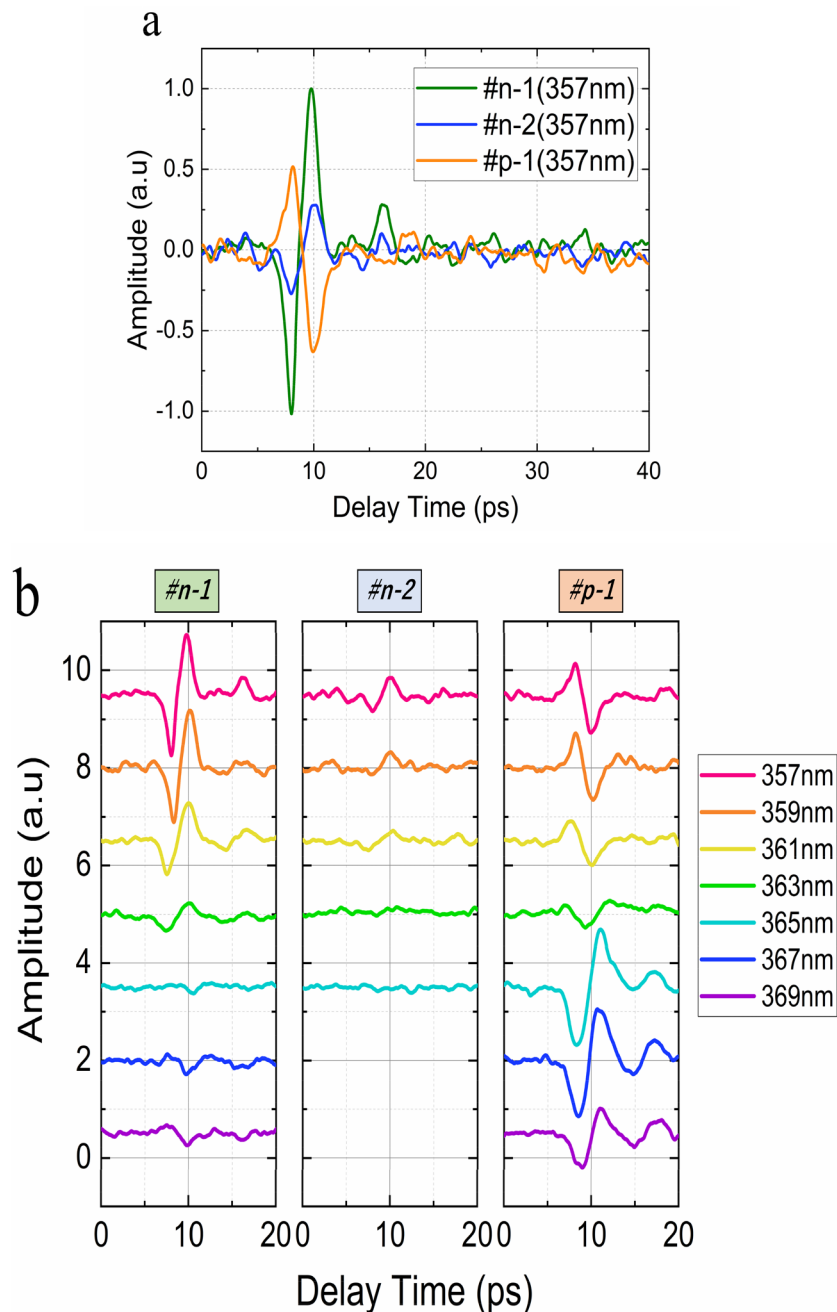 a
#n-1(357nm)
#n-2(357nm)
#p-1(357nm)
1.0
0.5
0.0
-0.5
-1.0
Amplitude (a.u)
0 10 20 30 40
Delay Time (ps)
b
#n-1 #n-2 #p-1
10
8
6
4
2
0
Amplitude (a.u)
357nm
359nm
361nm
363nm
365nm
367nm
369nm
0 10 20 0 10 20 0 10 20
Delay Time (ps)